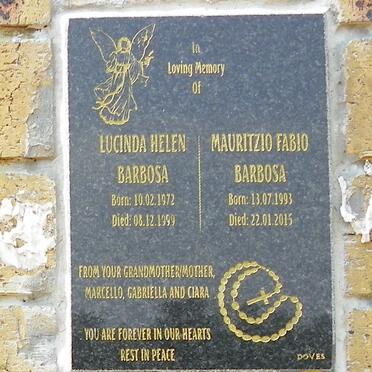 In
Loving Memory
Of
LUCINDA HELEN
BARBOSA
Born: 10.02.1972
Died: 08.12.1999
MAURITZIO FABIO
BARBOSA
Born: 13.07.1993
Died: 22.01.2015
FROM YOUR GRANDMOTHER/MOTHER,
MARCELLO, GABRIELLA AND CIARA
YOU ARE FOREVER IN OUR HEARTS
REST IN PEACE
DOVES